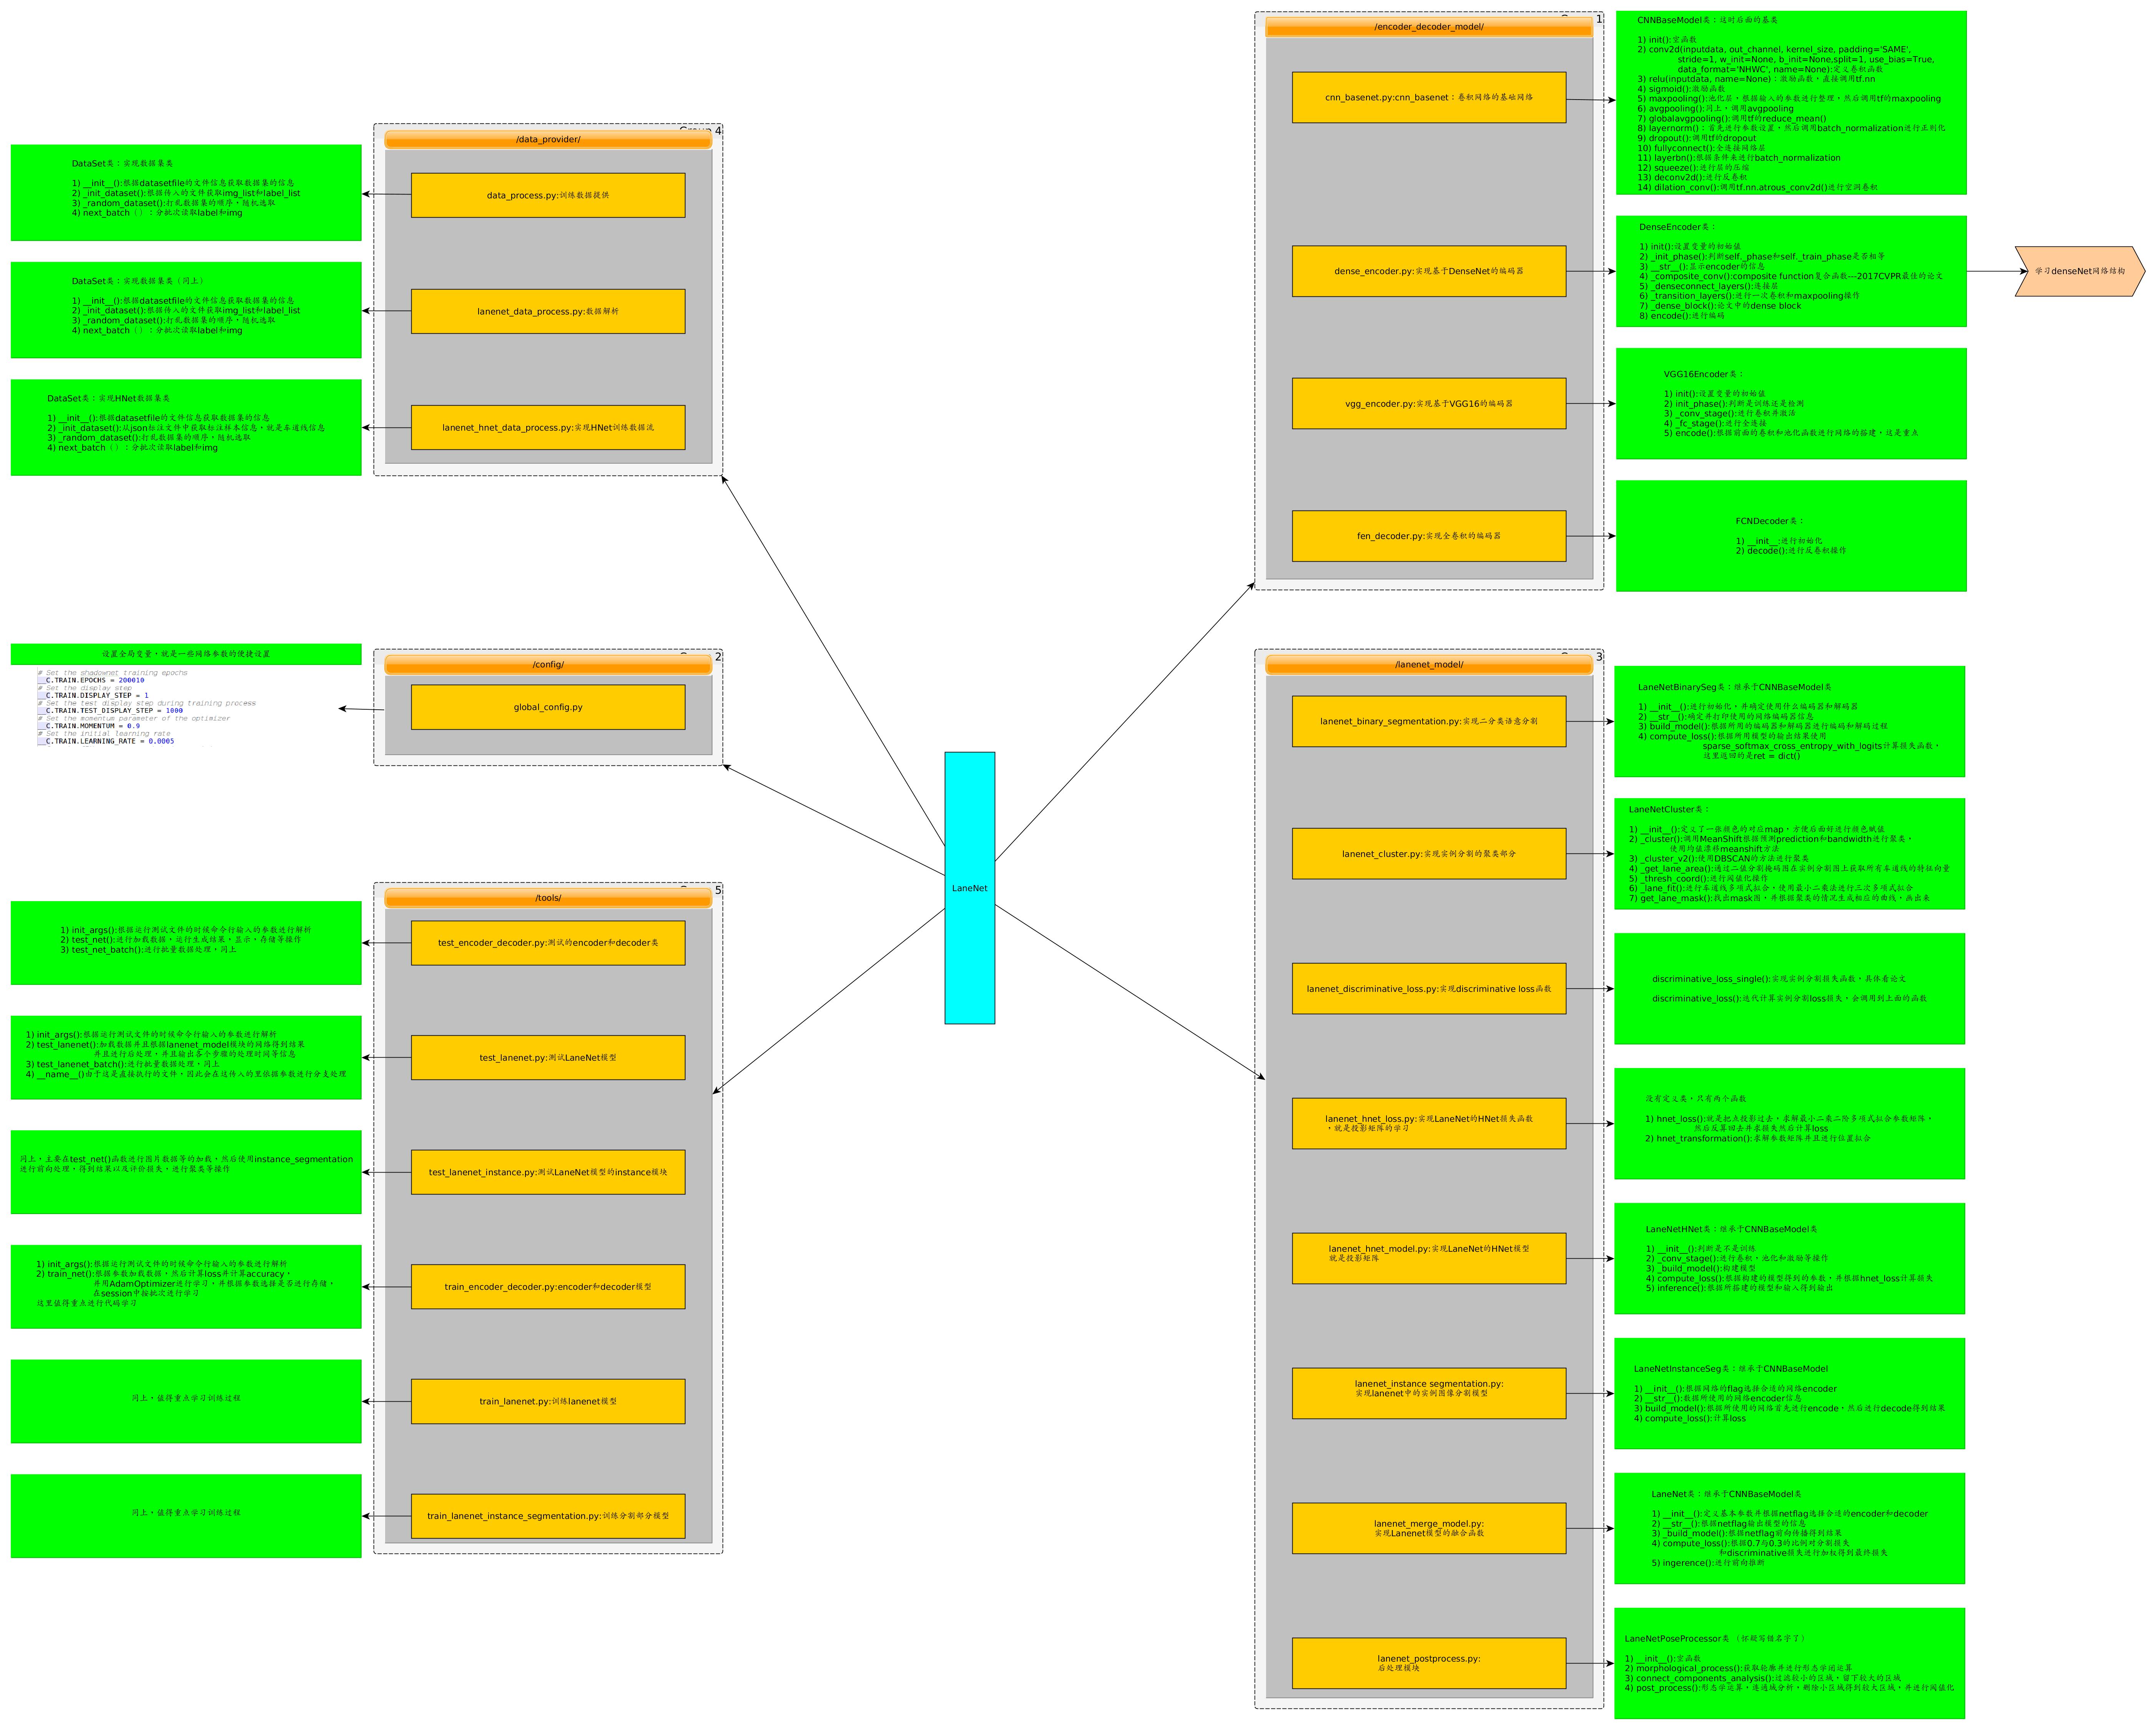 LaneNet
1
/encoder_decoder_model/
cnn_basenet.py:cnn_basenet：卷积网络的基础网络
CNNBaseModel类：这时后面的基类
1) init():空函数
2) conv2d(inputdata, out_channel, kernel_size, padding='SAME',
stride=1, w_init=None, b_init=None,split=1, use_bias=True,
data_format='NHWC', name=None):定义卷积函数
3) relu(inputdata, name=None)：激励函数，直接调用tf.nn
4) sigmoid():激励函数
5) maxpooling():池化层，根据输入的参数进行整理，然后调用tf的maxpooling
6) avgpooling():同上，调用avgpooling
7) globalavgpooling():调用tf的reduce_mean()
8) layernorm()：首先进行参数设置，然后调用batch_normalization进行正则化
9) dropout():调用tf的dropout
10) fullyconnect():全连接网络层
11) layerbn():根据条件来进行batch_normalization
12) squeeze():进行层的压缩
13) deconv2d():进行反卷积
14) dilation_conv():调用tf.nn.atrous_conv2d()进行空洞卷积
dense_encoder.py:实现基于DenseNet的编码器
DenseEncoder类：
1) init():设置变量的初始值
2) _init_phase():判断self._phase和self._train_phase是否相等
3) __str__():显示encoder的信息
4) _composite_conv():composite function复合函数---2017CVPR最佳的论文
5) _denseconnect_layers():连接层
6) _transition_layers():进行一次卷积和maxpooling操作
7) _dense_block():论文中的dense block
8) encode():进行编码
学习denseNet网络结构
vgg_encoder.py:实现基于VGG16的编码器
VGG16Encoder类：
1) init():设置变量的初始值
2) init_phase():判断是训练还是检测
3) _conv_stage():进行卷积并激活
4) _fc_stage():进行全连接
5) encode():根据前面的卷积和池化函数进行网络的搭建，这是重点
fen_decoder.py:实现全卷积的编码器
FCNDecoder类：
1) __init__:进行初始化
2) decode():进行反卷积操作
4
/data_provider/
data_process.py:训练数据提供
DataSet类：实现数据集类
1) __init__():根据datasetfile的文件信息获取数据集的信息
2) _init_dataset():根据传入的文件获取img_list和label_list
3) _random_dataset():打乱数据集的顺序，随机选取
4) next_batch（）：分批次读取label和img
lanenet_data_process.py:数据解析
DataSet类：实现数据集类（同上）
1) __init__():根据datasetfile的文件信息获取数据集的信息
2) _init_dataset():根据传入的文件获取img_list和label_list
3) _random_dataset():打乱数据集的顺序，随机选取
4) next_batch（）：分批次读取label和img
lanenet_hnet_data_process.py:实现HNet训练数据流
DataSet类：实现HNet数据集类
1) __init__():根据datasetfile的文件信息获取数据集的信息
2) _init_dataset():从json标注文件中获取标注样本信息，就是车道线信息
3) _random_dataset():打乱数据集的顺序，随机选取
4) next_batch（）：分批次读取label和img
2
/config/
global_config.py
设置全局变量，就是一些网络参数的便捷设置
# Set the shadownet training epochs
__C.TRAIN.EPOCHS = 200010
# Set the display step
__C.TRAIN.DISPLAY_STEP = 1
# Set the test display step during training process
__C.TRAIN.TEST_DISPLAY_STEP = 1000
# Set the momentum parameter of the optimizer
__C.TRAIN.MOMENTUM = 0.9
# Set the initial learning rate
__C.TRAIN.LEARNING_RATE = 0.0005
3
/lanenet_model/
lanenet_binary_segmentation.py:实现二分类语意分割
LaneNetBinarySeg类：继承于CNNBaseModel类
1) __init__():进行初始化，并确定使用什么编码器和解码器
2) __str__():确定并打印使用的网络编码器信息
3) build_model():根据所用的编码器和解码器进行编码和解码过程
4) compute_loss():根据所用模型的输出结果使用
sparse_softmax_cross_entropy_with_logits计算损失函数，
这里返回的是ret = dict()
lanenet_cluster.py:实现实例分割的聚类部分
LaneNetCluster类：
1) __init__():定义了一张颜色的对应map，方便后面好进行颜色赋值
2) _cluster():调用MeanShift根据预测prediction和bandwidth进行聚类，
使用均值漂移meanshift方法
3) _cluster_v2():使用DBSCAN的方法进行聚类
4) _get_lane_area():通过二值分割掩码图在实例分割图上获取所有车道线的特征向量
5) _thresh_coord():进行阈值化操作
6) _lane_fit():进行车道线多项式拟合，使用最小二乘法进行三次多项式拟合
7) get_lane_mask():找出mask图，并根据聚类的情况生成相应的曲线，画出来
lanenet_discriminative_loss.py:实现discriminative loss函数
discriminative_loss_single():实现实例分割损失函数，具体看论文
discriminative_loss():迭代计算实例分割loss损失，会调用到上面的函数
lanenet_hnet_loss.py:实现LaneNet的HNet损失函数
，就是投影矩阵的学习
没有定义类，只有两个函数
1) hnet_loss():就是把点投影过去，求解最小二乘二阶多项式拟合参数矩阵，
然后反算回去并求损失然后计算loss
2) hnet_transformation():求解参数矩阵并且进行位置拟合
lanenet_hnet_model.py:实现LaneNet的HNet模型
就是投影矩阵
LaneNetHNet类：继承于CNNBaseModel类
1) __init__():判断是不是训练
2) _conv_stage():进行卷积，池化和激励等操作
3) _build_model():构建模型
4) compute_loss():根据构建的模型得到的参数，并根据hnet_loss计算损失
5) inference():根据所搭建的模型和输入得到输出
lanenet_instance segmentation.py:
实现lanenet中的实例图像分割模型
LaneNetInstanceSeg类：继承于CNNBaseModel
1) __init__():根据网络的flag选择合适的网络encoder
2) __str__():数据所使用的网络encoder信息
3) build_model():根据所使用的网络首先进行encode，然后进行decode得到结果
4) compute_loss():计算loss
lanenet_merge_model.py:
实现Lanenet模型的融合函数
LaneNet类：继承于CNNBaseModel类
1) __init__():定义基本参数并根据netflag选择合适的encoder和decoder
2) __str__():根据netflag输出模型的信息
3) _build_model():根据netflag前向传播得到结果
4) compute_loss():根据0.7与0.3的比例对分割损失
和discriminative损失进行加权得到最终损失
5) ingerence():进行前向推断
lanenet_postprocess.py:
后处理模块
LaneNetPoseProcessor类 （怀疑写错名字了）
1) __init__():空函数
2) morphological_process():获取轮廓并进行形态学闭运算
3) connect_components_analysis():过滤较小的区域，留下较大的区域
4) post_process():形态学运算，连通域分析，删除小区域得到较大区域，并进行阈值化
5
/tools/
test_encoder_decoder.py:测试的encoder和decoder类
1) init_args():根据运行测试文件的时候命令行输入的参数进行解析
2) test_net():进行加载数据，运行生成结果，显示，存储等操作
3) test_net_batch():进行批量数据处理，同上
test_lanenet.py:测试LaneNet模型
1) init_args():根据运行测试文件的时候命令行输入的参数进行解析
2) test_lanenet():加载数据并且根据lanenet_model模块的网络得到结果
并且进行后处理，并且输出各个步骤的处理时间等信息
3) test_lanenet_batch():进行批量数据处理，同上
4) __name__()由于这是直接执行的文件，因此会在这传入的里依据参数进行分支处理
test_lanenet_instance.py:测试LaneNet模型的instance模块
同上，主要在test_net()函数进行图片数据等的加载，然后使用instance_segmentation
进行前向处理，得到结果以及评价损失，进行聚类等操作
train_encoder_decoder.py:encoder和decoder模型
1) init_args():根据运行测试文件的时候命令行输入的参数进行解析
2) train_net():根据参数加载数据，然后计算loss并计算accuracy，
并用AdamOptimizer进行学习，并根据参数选择是否进行存储，
在session中按批次进行学习
这里值得重点进行代码学习
train_lanenet.py:训练lanenet模型
同上，值得重点学习训练过程
train_lanenet_instance_segmentation.py:训练分割部分模型
同上，值得重点学习训练过程